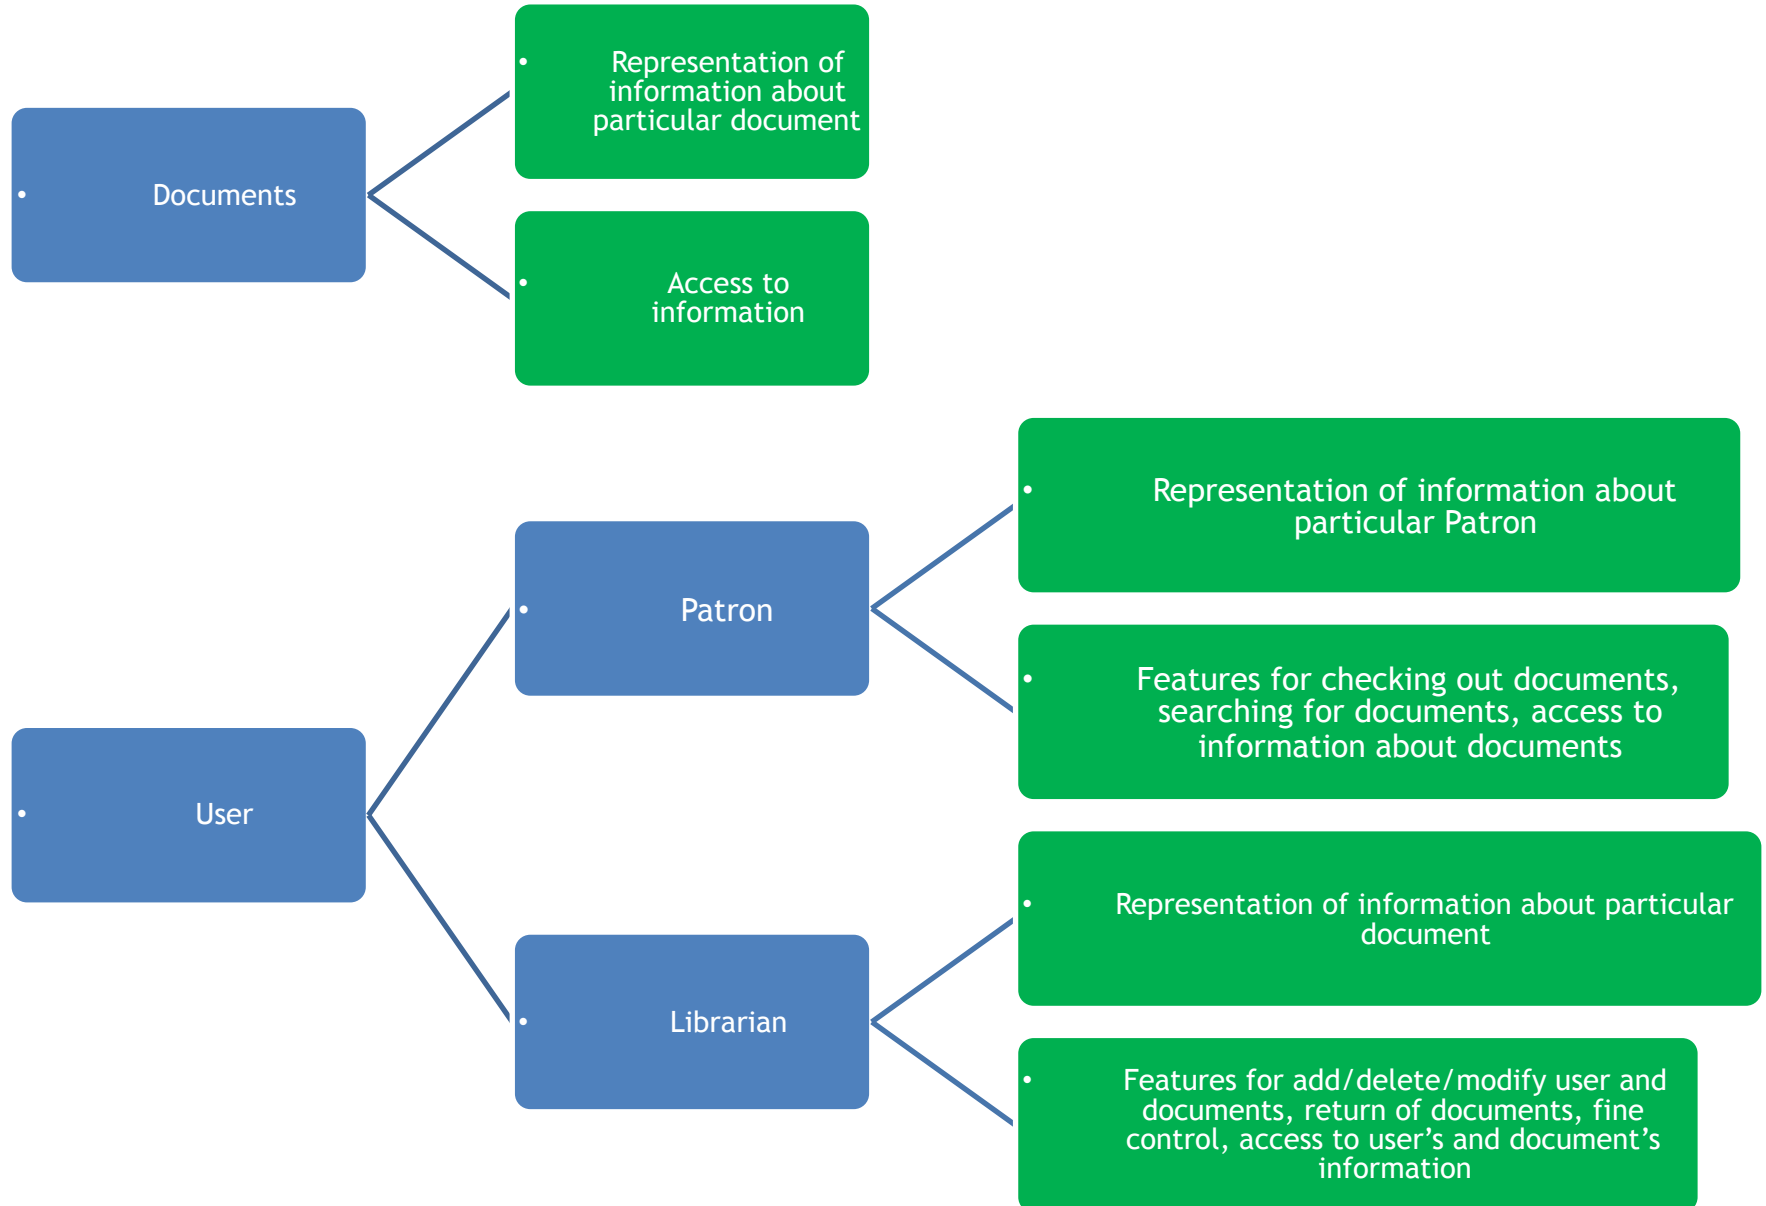 • Representation of
information about
particular document
• Documents
• Access to
information
• Representation of information about
particular Patron
• Patron
• Features for checking out documents,
searching for documents, access to
information about documents
• User
• Representation of information about particular
document
• Librarian
• Features for add/delete/modify user and
documents, return of documents, fine
control, access to user’s and document’s
information